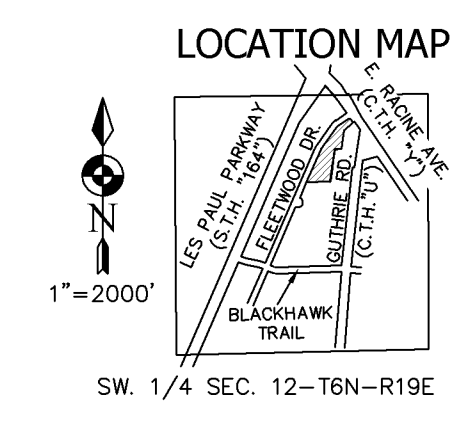 LOCATION MAP
E. RACINE AVE.
(C.T.H. "Y")
LES PAUL PARKWAY
(S.T.H. "164")
FLEETWOOD DR.
GUTHRIE RD.
(C.T.H. "U")
N
1"=2000'
BLACKHAWK
TRAIL
SW. 1/4 SEC. 12-T6N-R19E